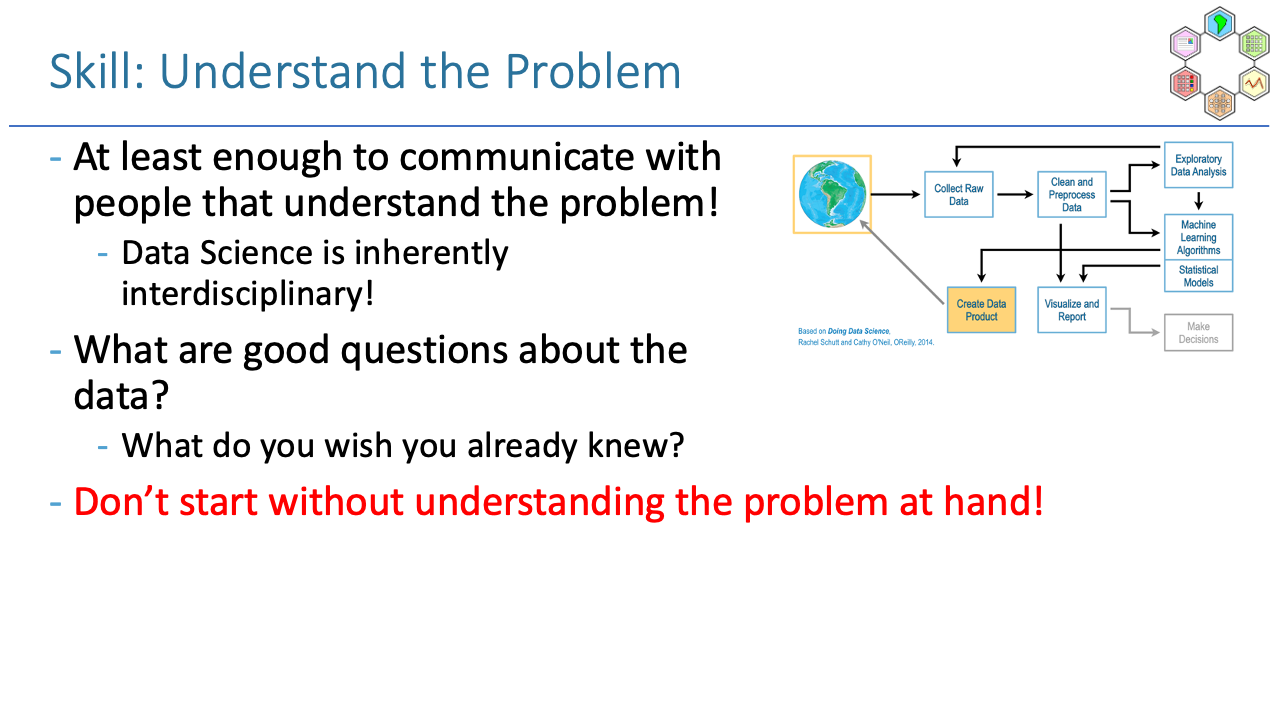 Skill: Understand the Problem
- At least enough to communicate with
people that understand the problem!
- Data Science is inherently
interdisciplinary!
- What are good questions about the
data?
- What do you wish you already knew?
- Don’t start without understanding the problem at hand!
Collect Raw
Data
Clean and
Preprocess
Data
Exploratory
Data Analysis
Machine
Learning
Algorithms
Statistical
Models
Create Data
Product
Visualize and
Report
Make
Decisions
Based on Doing Data Science,
Rachel Schutt and Cathy O'Neil, OReilly, 2014.